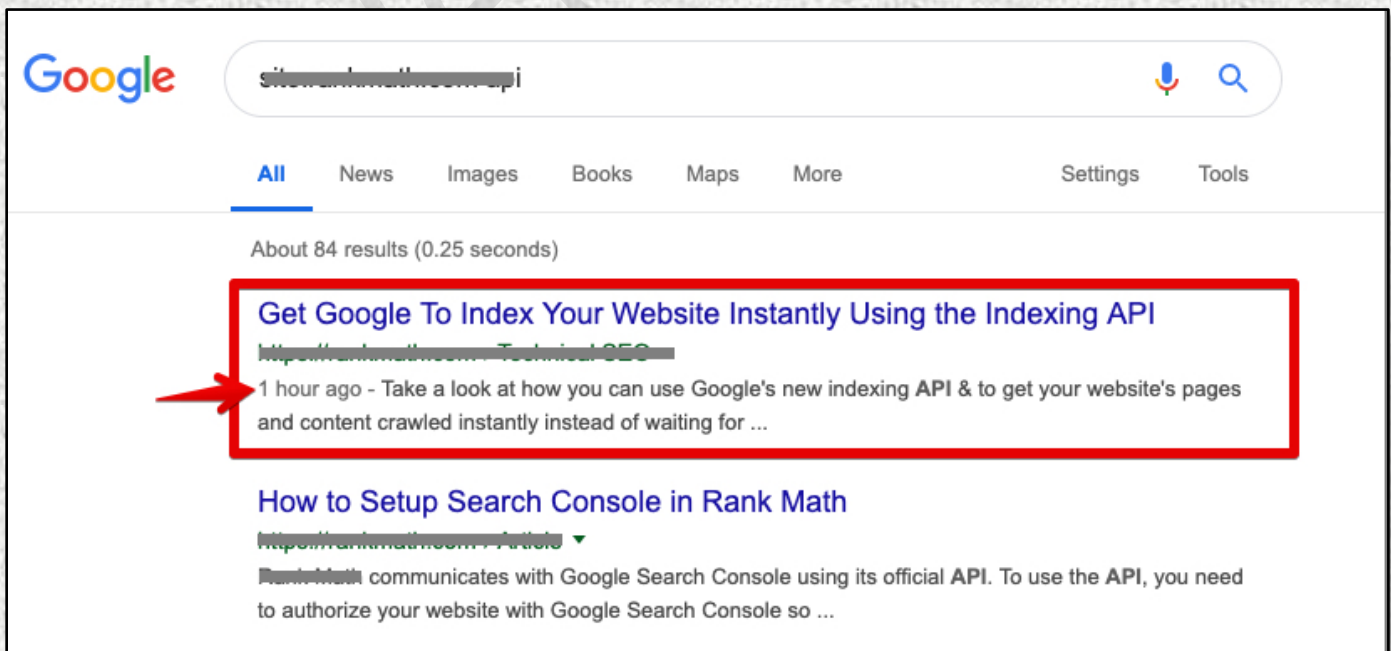 Google
All News Images Books Maps More Settings Tools
About 84 results (0.25 seconds)
Get Google To Index Your Website Instantly Using the Indexing API
1 hour ago - Take a look at how you can use Google's new indexing API & to get your website's pages
and content crawled instantly instead of waiting for ...
How to Setup Search Console in Rank Math
communicates with Google Search Console using its official API. To use the API, you need
to authorize your website with Google Search Console so ...